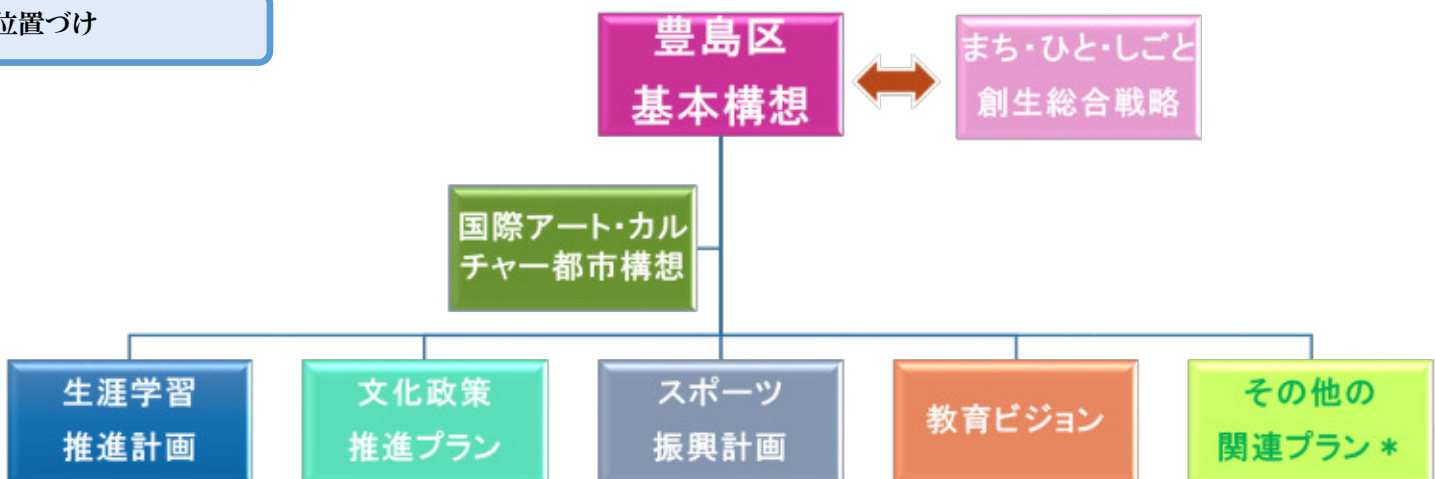 位置づけ
豊島区
基本構想
まち・ひと・しごと
創生総合戦略
国際アート・カル
チャー都市構想
生涯学習
推進計画
文化政策
推進プラン
スポーツ
振興計画
教育ビジョン
その他の
関連プラン＊